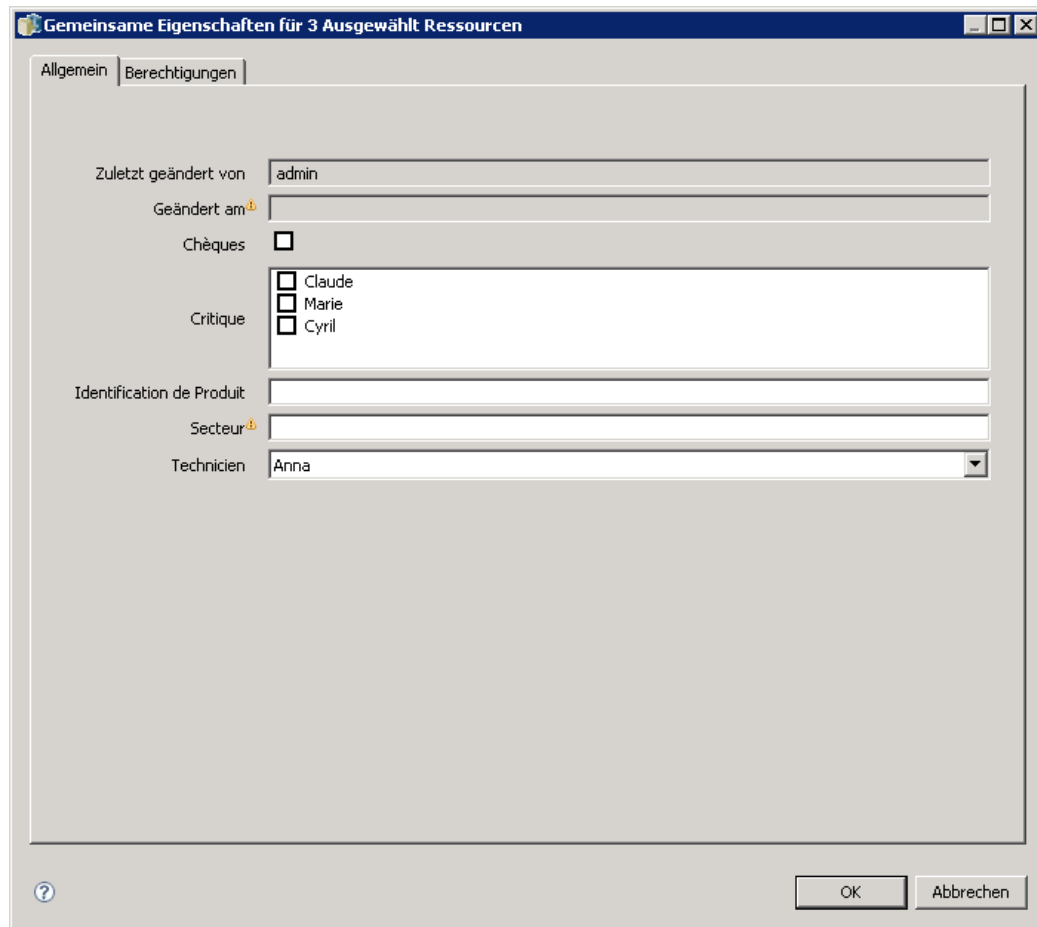 Gemeinsame Eigenschaften für 3 Ausgewählt Ressourcen
Allgemein Berechtigungen
Zuletzt geändert von admin
Geändert am
Chèques
Claude
Marie
Critique
Cyril
Identification de Produit
Secteur
Technicien Anna
OK Abbrechen